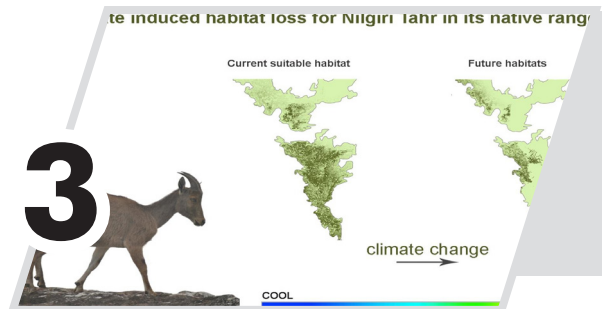 te induced habitat loss for Nilgiri Tahr in its native rang
Current suitable habitat
Future habitats
3
climate change
COOL